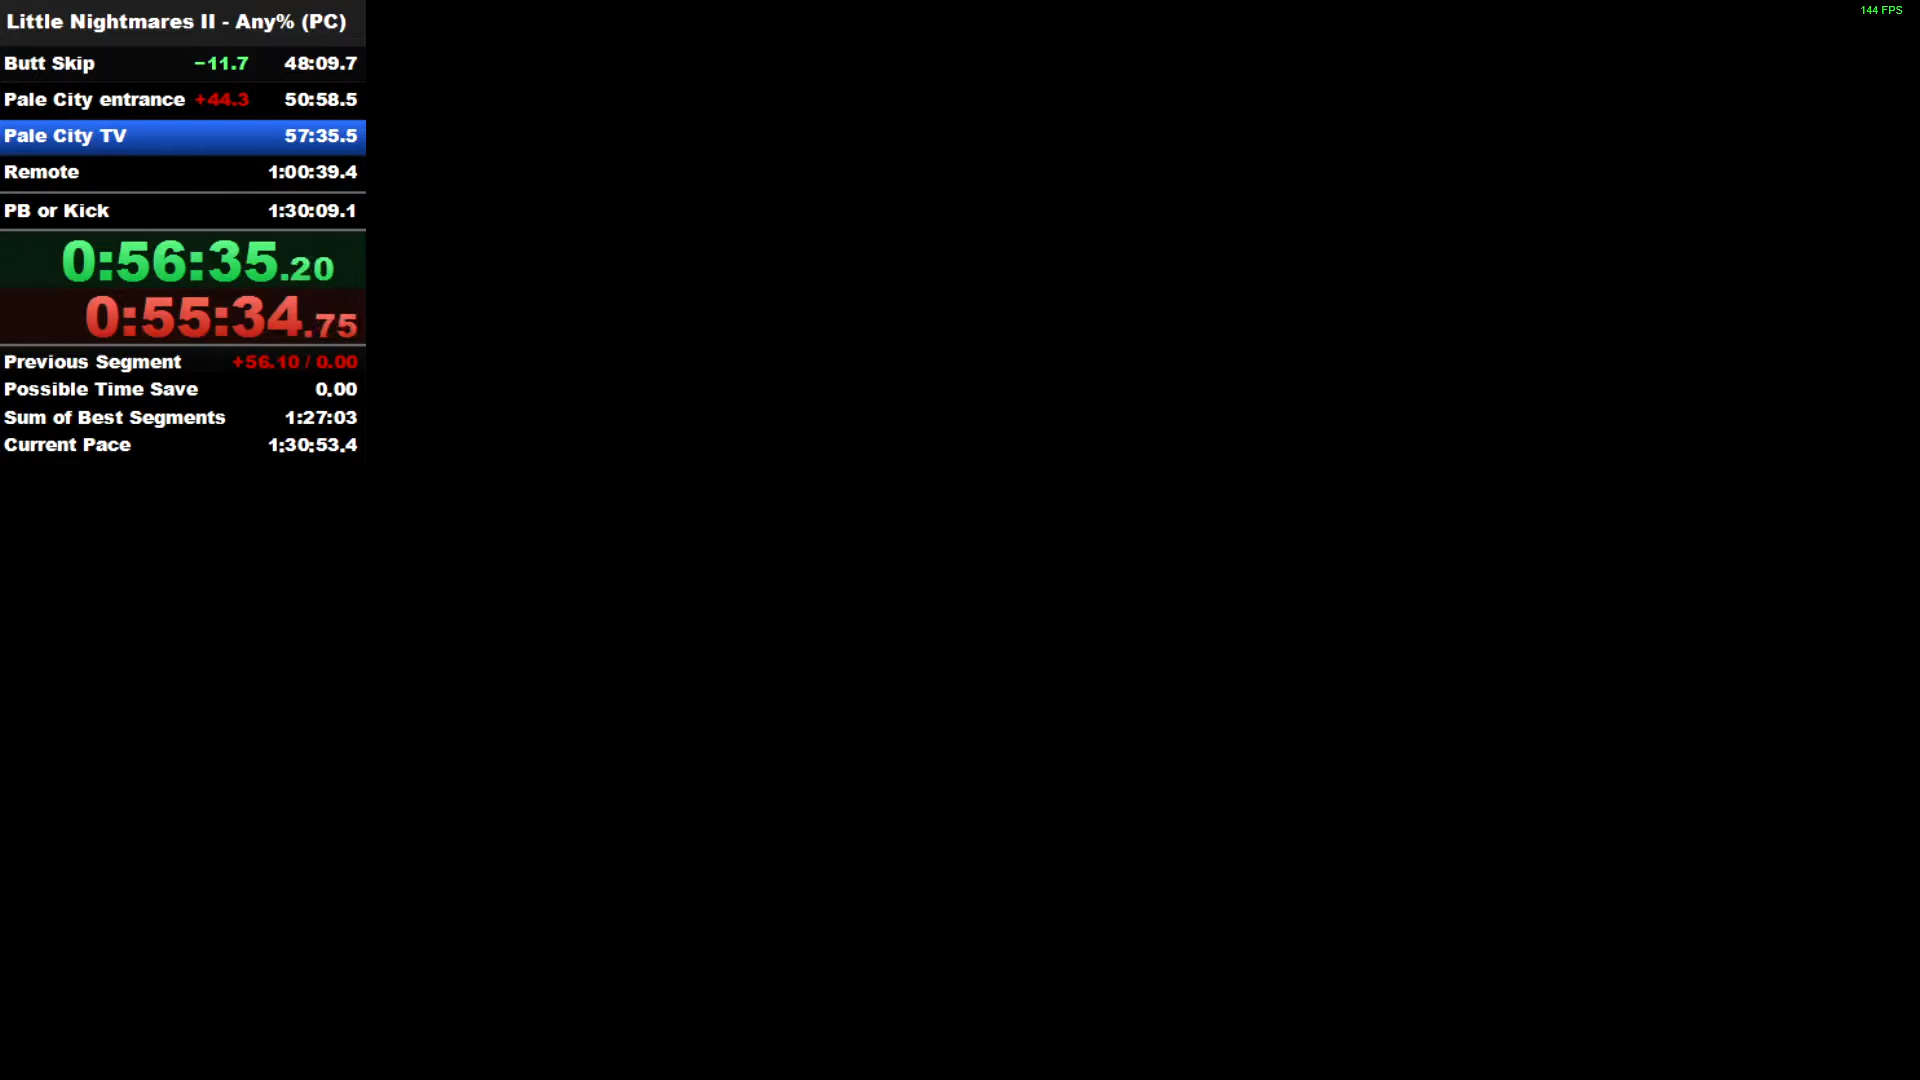 Little Nightmares II - Any% (PC)
144 FPS
Butt Skip -11.7 48:09.7
Pale City entrance +44.3 50:58.5
Pale City TV 57:35.5
Remote 1:00:39.4
PB or Kick 1:30:09.1
0:56:35.20
0:55:34.75
Previous Segment +56.10 / 0.00
Possible Time Save 0.00
Sum of Best Segments 1:27:03
Current Pace 1:30:53.4